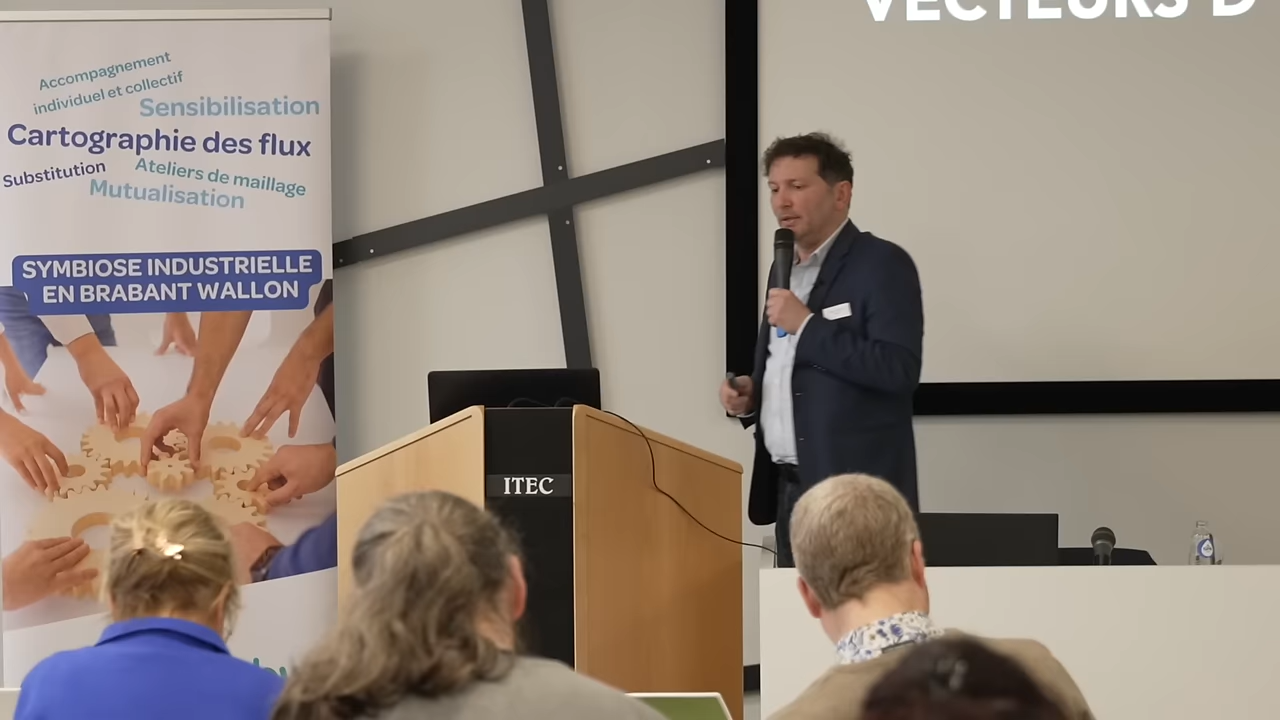 Accompagnement
individuel et collectif
Sensibilisation
Cartographie des flux
Substitution
Ateliers de maillage
Mutualisation
SYMBIOSE INDUSTRIELLE
EN BRABANT WALLON
VECTEURS D
ITEC